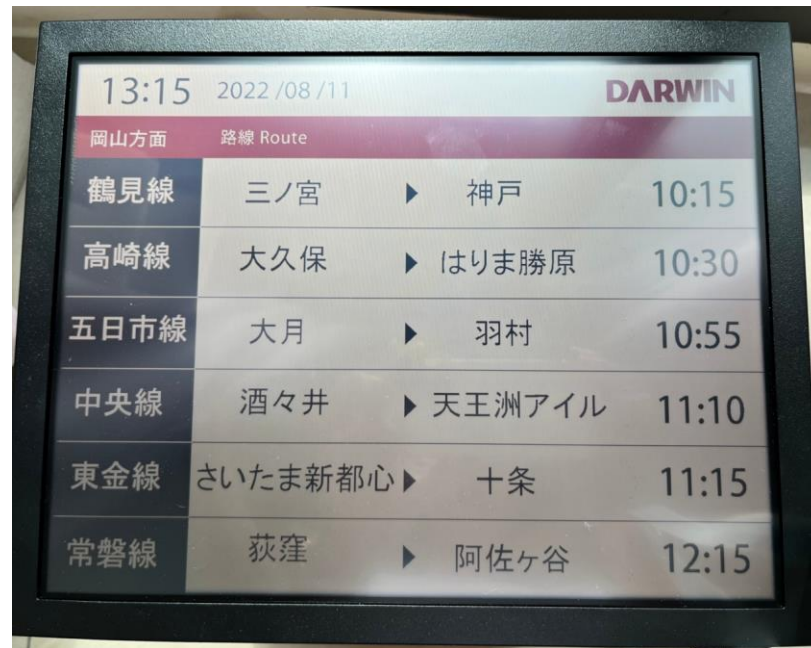 13:15 2022 /08 /11 DARWIN
岡山方面 路線 Route
鶴見線 三ノ宮 ▶ 神戸 10:15
高崎線 大久保 ▶ はりま勝原 10:30
五日市線 大月 ▶ 羽村 10:55
中央線 酒々井 ▶ 天王洲アイル 11:10
東金線 さいたま新都心 ▶ 十条 11:15
常磐線 荻窪 ▶ 阿佐ヶ谷 12:15